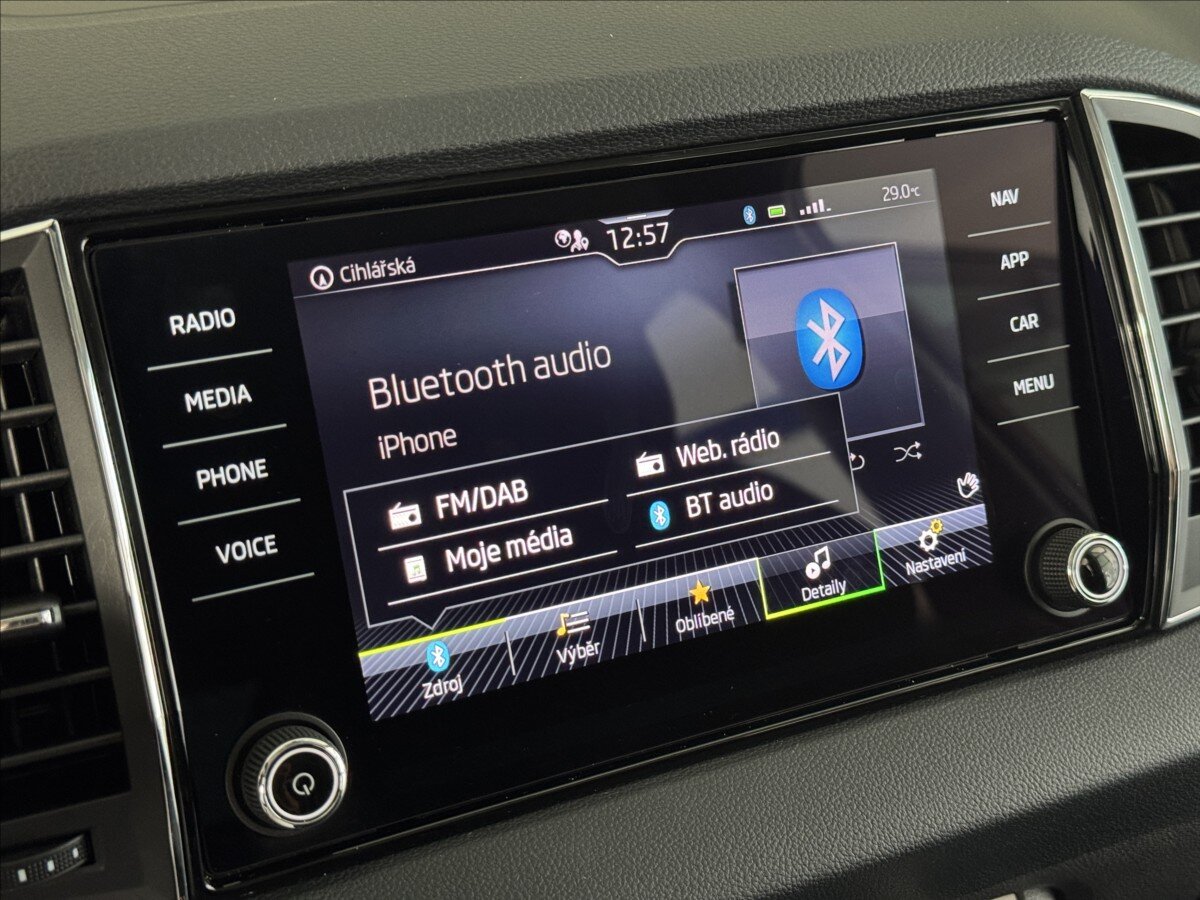 Cihlářská
12:57
29.0°C
RADIO
MEDIA
PHONE
VOICE
Bluetooth audio
iPhone
FM/DAB
Web. rádio
Moje média
BT audio
Zdroj
Výběr
Oblíbené
Detaily
Nastavení
NAV
APP
CAR
MENU